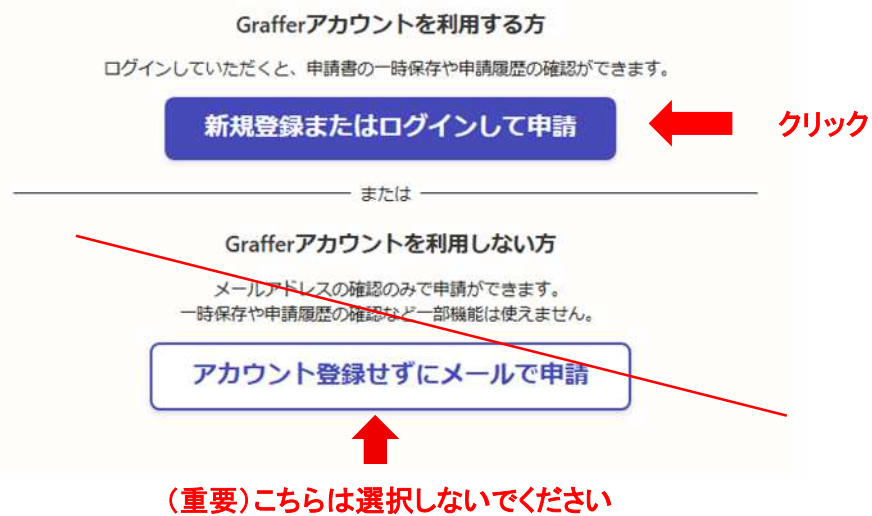 Grafferアカウントを利用する方
ログインしていただくと、申請書の一時保存や申請履歴の確認ができます。
新規登録またはログインして申請
クリック
または
Grafferアカウントを利用しない方
メールアドレスの確認のみで申請ができます。
一時保存や申請履歴の確認など一部機能は使えません。
アカウント登録せずにメールで申請
（重要）こちらは選択しないでください